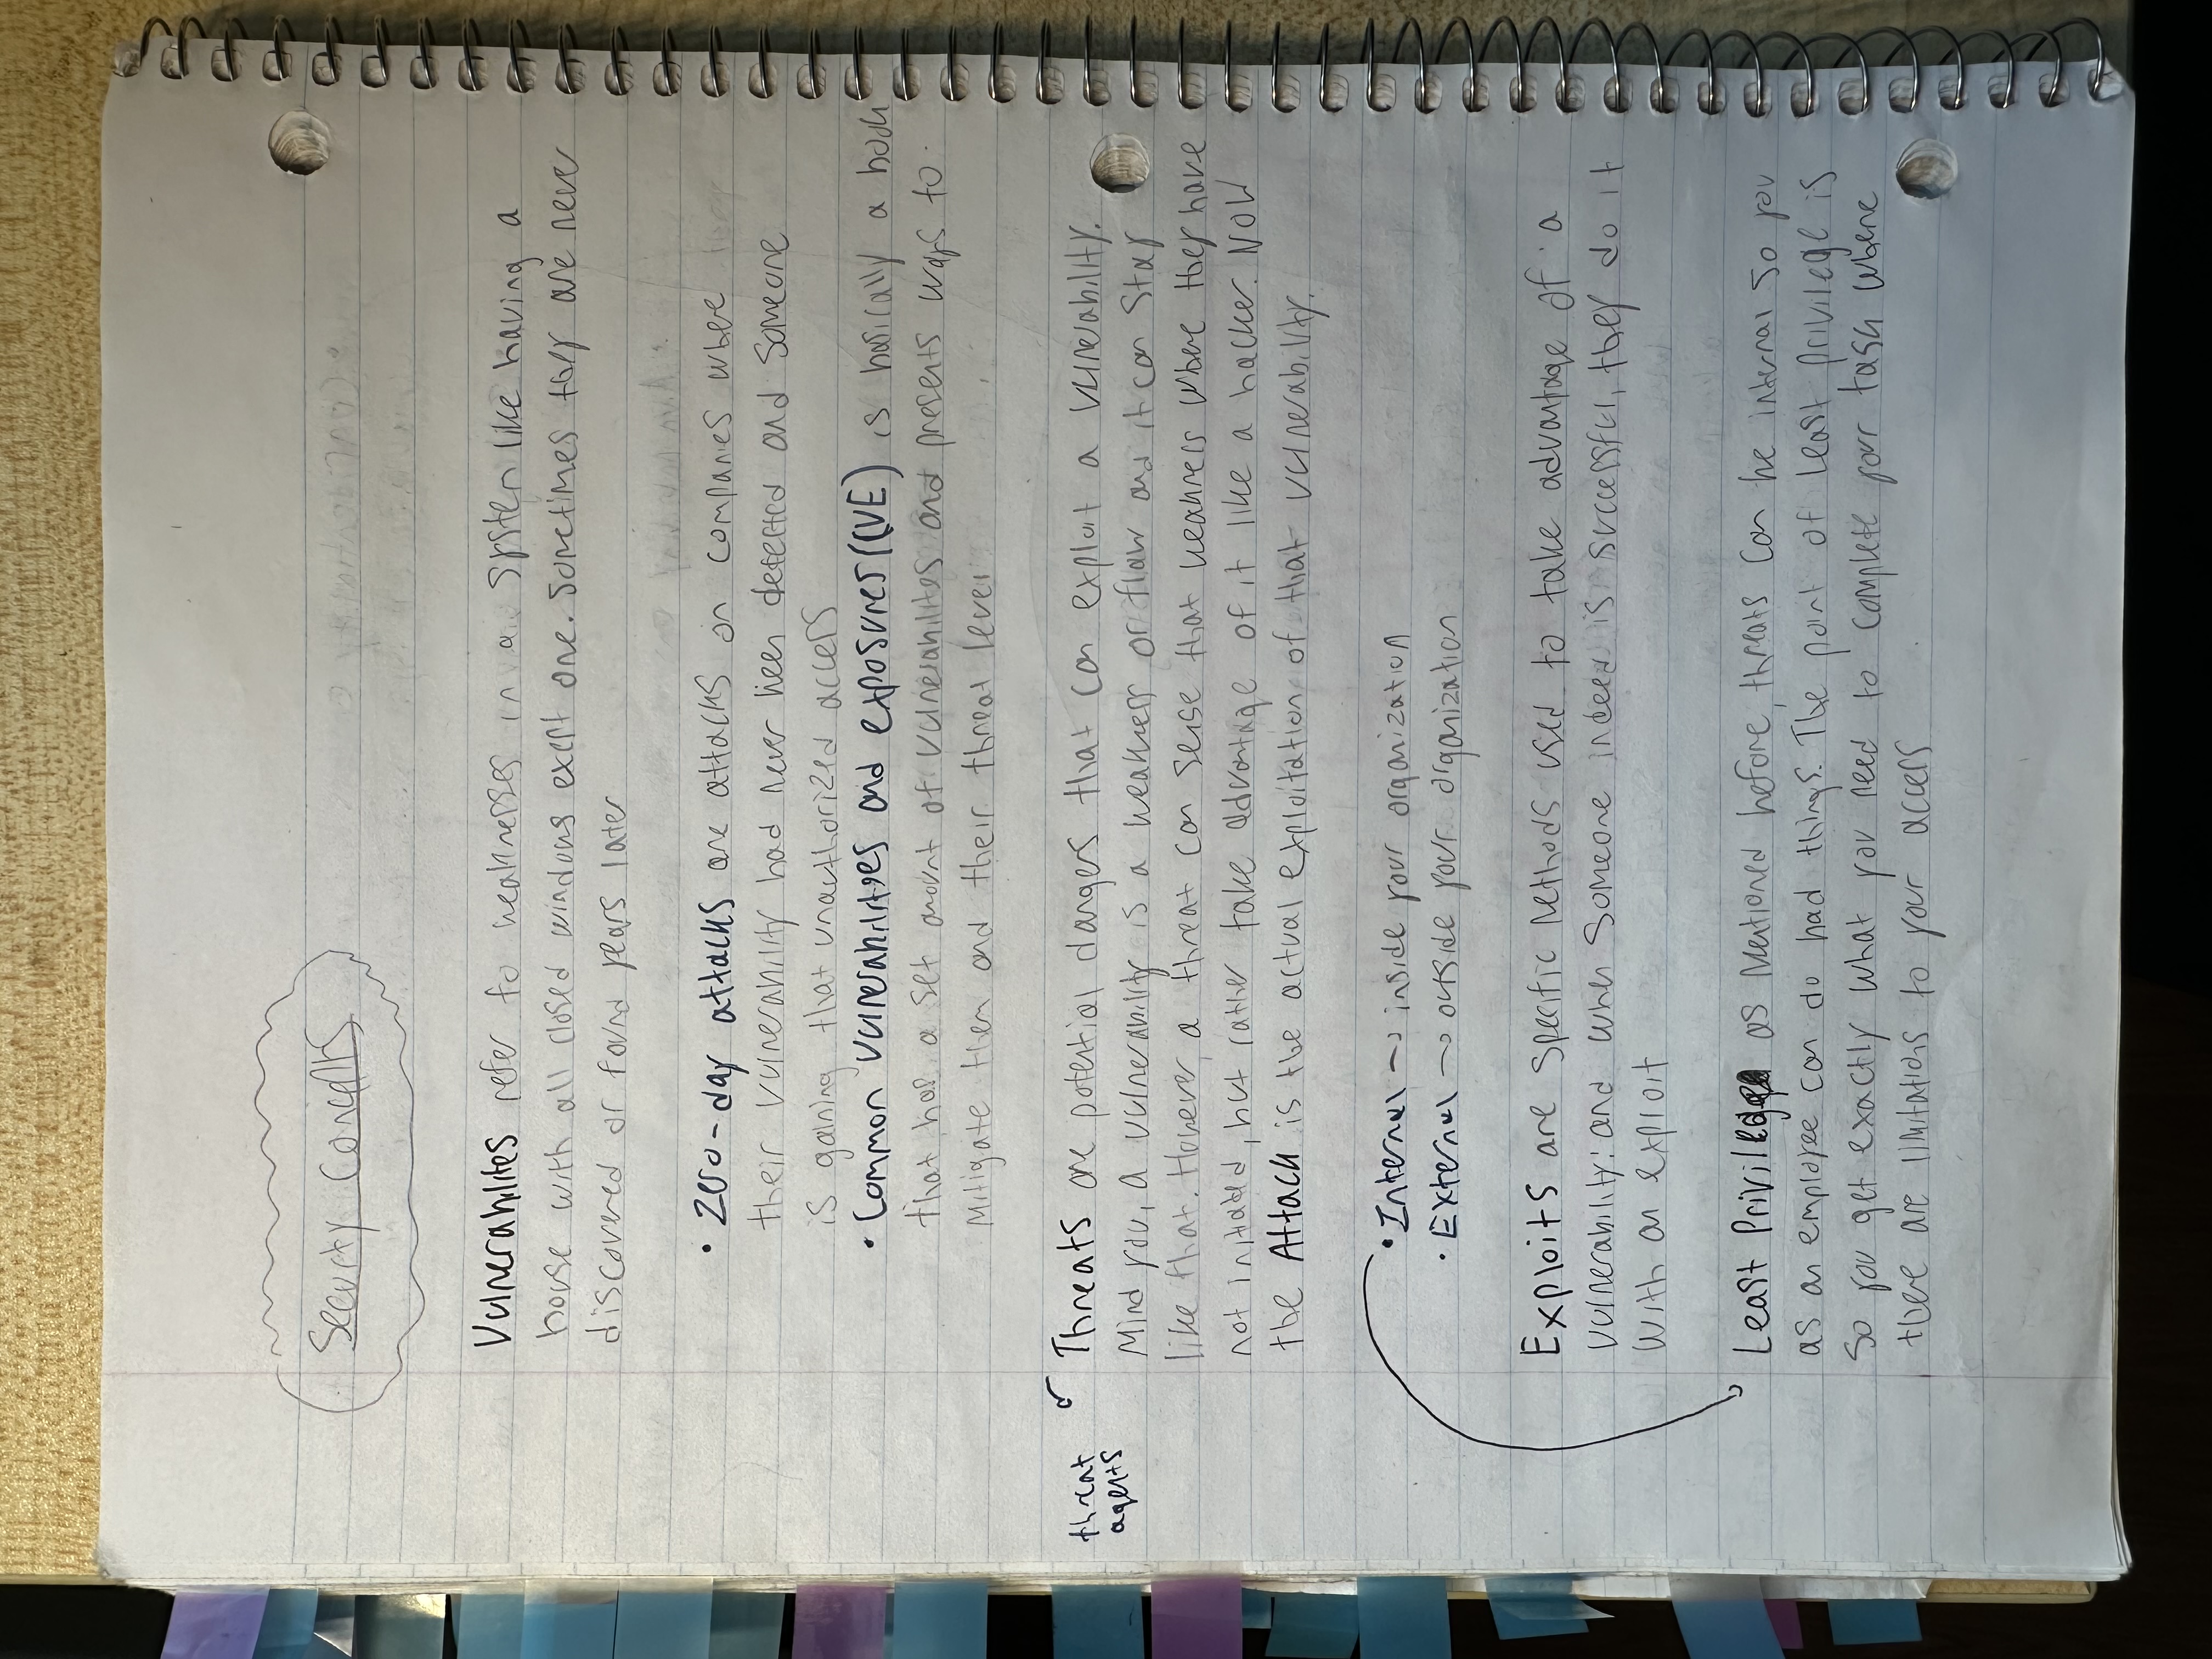 Security Concepts
Vulnerabilites refer to weaknesses in a system like having a
house with all closed windows exept one. Sometimes they are never
discovered or found years later
• Zero-day attacks are attacks on companies where
their vulnerability had never been detected and someone
is gaining that unauthorized access
• Common vulnerabilities and exposures (CVE) is basically a book
that has a set amount of vulnerabilites and presents ways to
mitigate them and their threat level
threat
agents
Threats are potential dangers that can exploit a vulnerability.
Mind you, a vulnerability is a weakness or flaw and it can stay
like that. However, a threat can sense that weakness where they have
not initiated, but rather take advantage of it like a hacker. Now
the Attack is the actual exploitation of that vulnerability.
• Internal → inside your organization
• External → outside your organization
Exploits are specific methods used to take advantage of a
vulnerability: and when someone indeed is successful, they do it
with an exploit
Least Privilege as mentioned before, threats can be internal so you
as an employee can do bad things. The point of least privilege is
so you get exactly what you need to complete your task where
there are limitations to your access